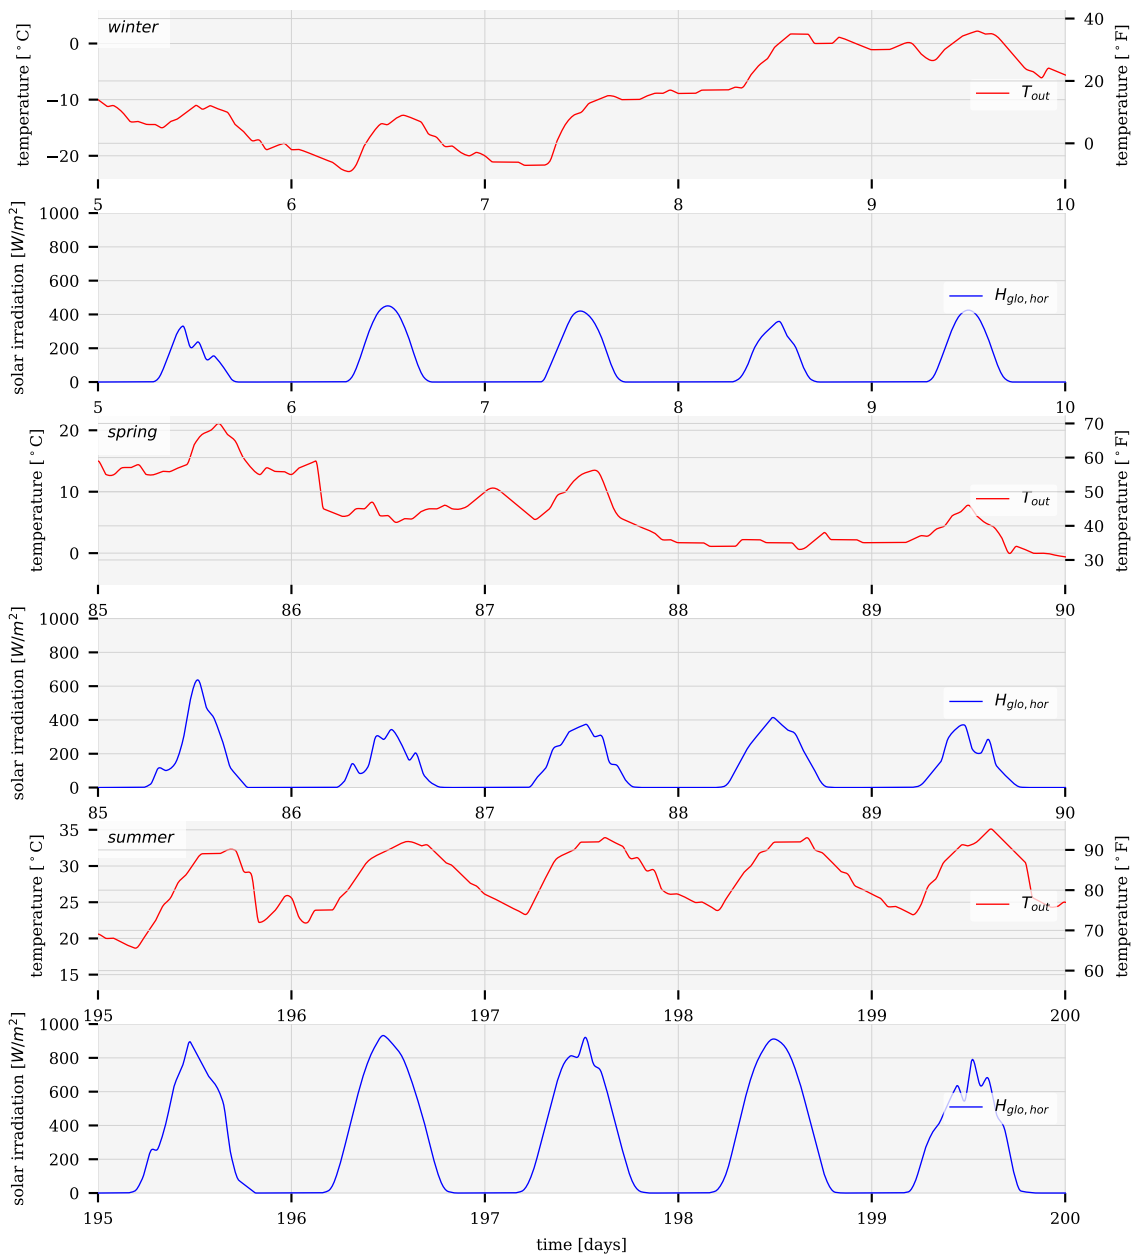 winter
temperature [°C]
0
−10
−20
40
20
0
temperature [°F]
T_out
5 6 7 8 9 10
solar irradiation [W/m²]
1000
800
600
400
200
0
H_glo,hor
5 6 7 8 9 10
spring
temperature [°C]
20
10
0
70
60
50
40
30
temperature [°F]
T_out
85 86 87 88 89 90
solar irradiation [W/m²]
1000
800
600
400
200
0
H_glo,hor
85 86 87 88 89 90
summer
temperature [°C]
35
30
25
20
15
90
80
70
60
temperature [°F]
T_out
195 196 197 198 199 200
solar irradiation [W/m²]
1000
800
600
400
200
0
H_glo,hor
195 196 197 198 199 200
time [days]